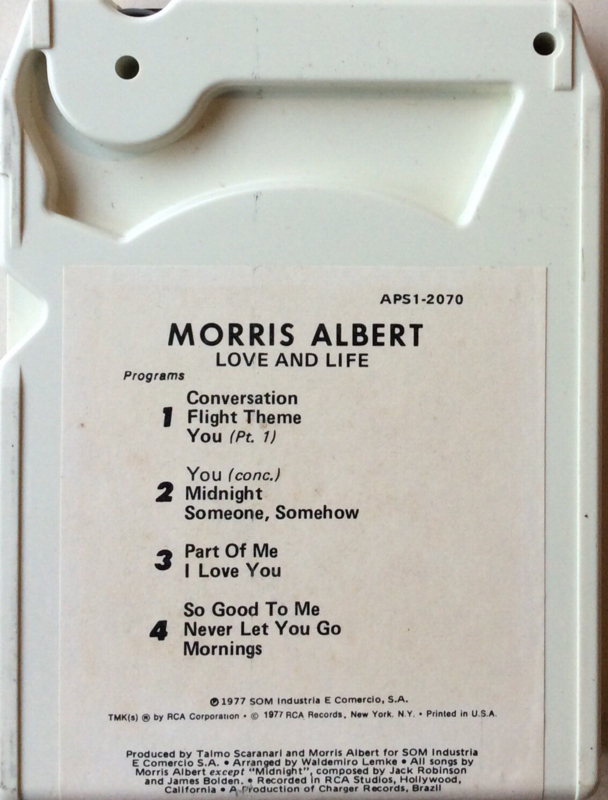 APS1-2070
MORRIS ALBERT
LOVE AND LIFE
Programs
1
Conversation
Flight Theme
You (Pt. 1)
2
You (conc.)
Midnight
Someone, Somehow
3
Part Of Me
I Love You
4
So Good To Me
Never Let You Go
Mornings
℗ 1977 SOM Industria E Comercio, S.A.
TMK(s) ® by RCA Corporation • © 1977 RCA Records, New York, N.Y. • Printed in U.S.A.
Produced by Talmo Scaranari and Morris Albert for SOM Industria
E Comercio S.A. • Arranged by Waldemiro Lemke • All songs by
Morris Albert except "Midnight", composed by Jack Robinson
and James Bolden. • Recorded in RCA Studios, Hollywood,
California • A Production of Charger Records, Brazil